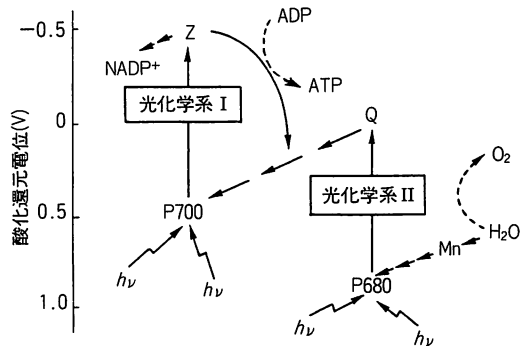 酸化還元電位(V)
−0.5
0
0.5
1.0
Z
ADP
NADP+
ATP
光化学系 I
Q
O₂
光化学系 II
P700
H₂O
Mn
P680
hν
hν
hν
hν